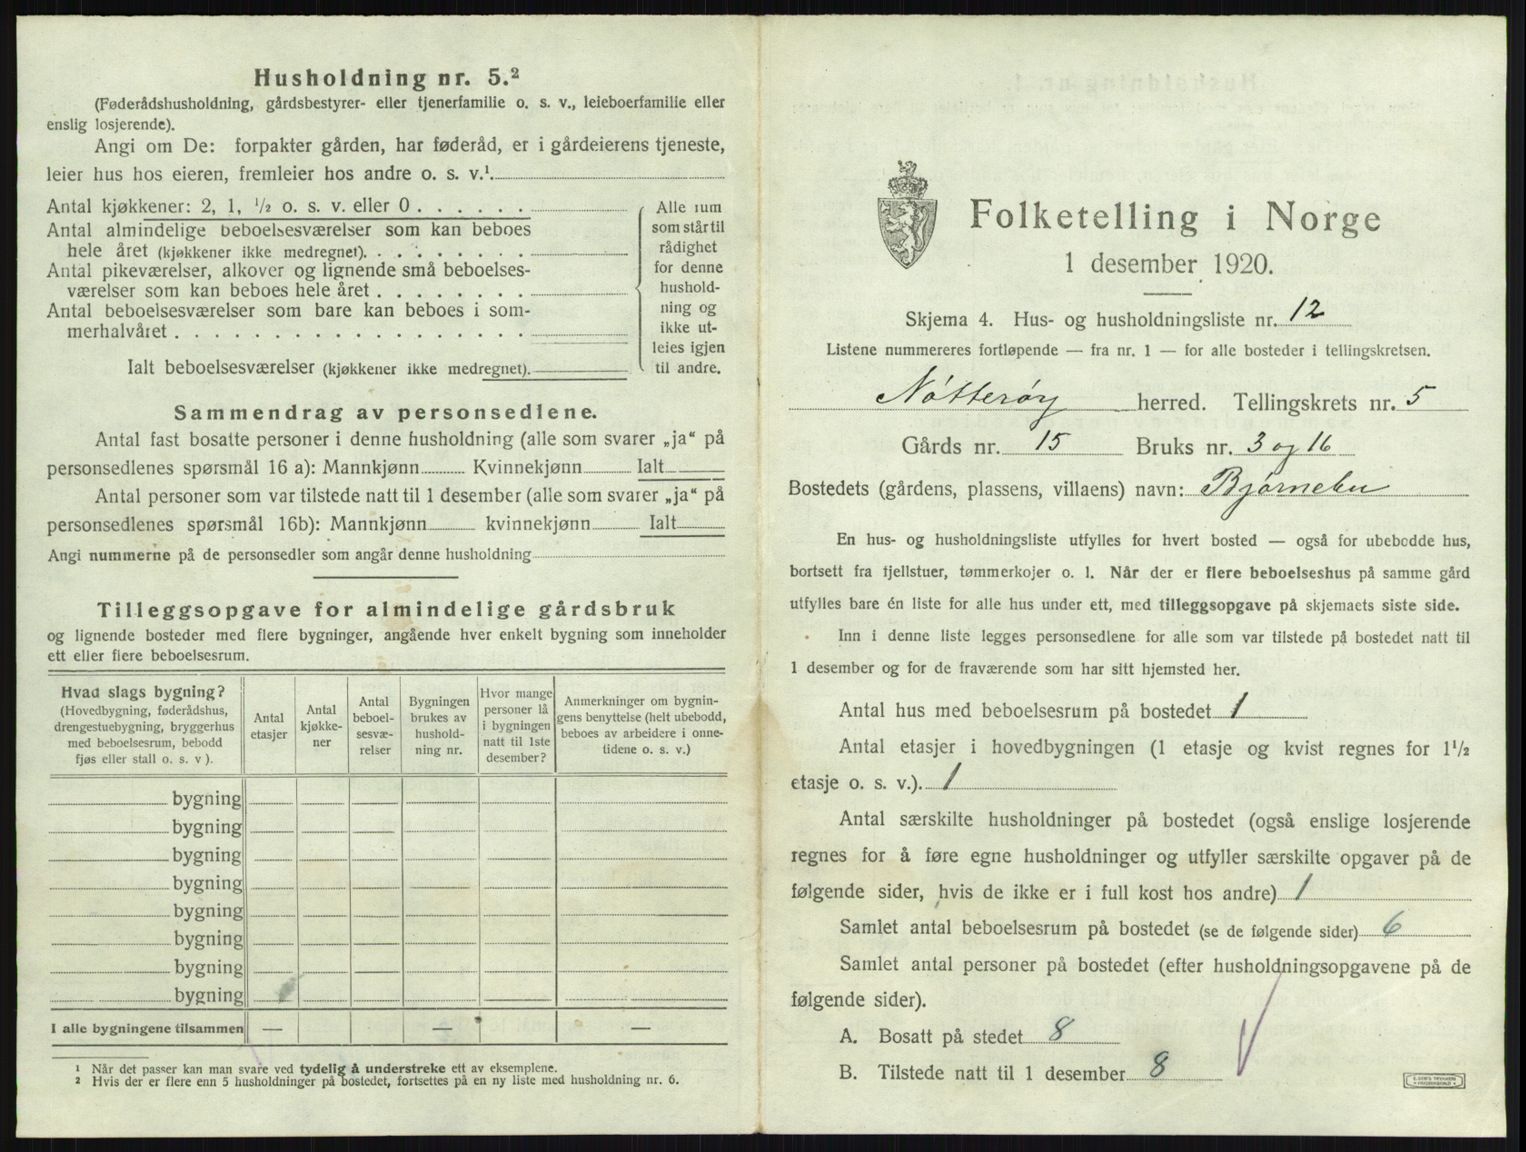 Husholdning nr. 5.²
(Føderådshusholdning, gårdsbestyrer- eller tjenerfamilie o. s. v., leieboerfamilie eller
enslig losjerende).
Angi om De: forpakter gården, har føderåd, er i gårdeierens tjeneste,
leier hus hos eieren, fremleier hos andre o. s. v.¹
Antal kjøkkener: 2, 1, ½ o. s. v. eller 0 . . . . . .
Antal almindelige beboelsesværelser som kan beboes
hele året (kjøkkener ikke medregnet). . . . . . . .
Antal pikeværelser, alkover og lignende små beboelses-
værelser som kan beboes hele året . . . . . . . .
Antal beboelsesværelser som bare kan beboes i som-
merhalvåret . . . . . . . . . . . . . . . .
Ialt beboelsesværelser (kjøkkener ikke medregnet).
Alle rum
som står til
rådighet
for denne
hushold-
ning og
ikke ut-
leies igjen
til andre.
Sammendrag av personsedlene.
Antal fast bosatte personer i denne husholdning (alle som svarer „ja“ på
personsedlenes spørsmål 16 a): Mannkjønn Kvinnekjønn Ialt
Antal personer som var tilstede natt til 1 desember (alle som svarer „ja“ på
personsedlenes spørsmål 16b): Mannkjønn kvinnekjønn Ialt
Angi nummerne på de personsedler som angår denne husholdning
Tilleggsopgave for almindelige gårdsbruk
og lignende bosteder med flere bygninger, angående hver enkelt bygning som inneholder
ett eller flere beboelsesrum.
Hvad slags bygning?
(Hovedbygning, føderådshus,
drengestuebygning, bryggerhus
med beboelsesrum, bebodd
fjøs eller stall o. s. v ).
Antal
etasjer
Antal
kjøkke-
ner
Antal
beboel-
sesvæ-
relser
Bygningen
brukes av
hushold-
ning nr.
Hvor mange
personer lå
i bygningen
natt til 1ste
desember?
Anmerkninger om bygnin-
gens benyttelse (helt ubebodd,
beboes av arbeidere i onne-
tidene o. s. v.)
bygning
bygning
bygning
bygning
bygning
bygning
bygning
bygning
I alle bygningene tilsammen — — —
¹ Når det passer kan man svare ved tydelig å understreke ett av eksemplene.
² Hvis der er flere enn 5 husholdninger på bostedet, fortsettes på en ny liste med husholdning nr. 6.
Folketelling i Norge
1 desember 1920.
Skjema 4. Hus- og husholdningsliste nr. 12
Listene nummereres fortløpende — fra nr. 1 — for alle bosteder i tellingskretsen.
Nøtterøy herred. Tellingskrets nr. 5
Gårds nr. 15 Bruks nr. 3 og 16
Bostedets (gårdens, plassens, villaens) navn: Bjørnebu
En hus- og husholdningsliste utfylles for hvert bosted — også for ubebodde hus,
bortsett fra fjellstuer, tømmerkojer o. l. Når der er flere beboelseshus på samme gård
utfylles bare én liste for alle hus under ett, med tilleggsopgave på skjemaets siste side.
Inn i denne liste legges personsedlene for alle som var tilstede på bostedet natt til
1 desember og for de fraværende som har sitt hjemsted her.
Antal hus med beboelsesrum på bostedet 1
Antal etasjer i hovedbygningen (1 etasje og kvist regnes for 1½
etasje o. s. v.). 1
Antal særskilte husholdninger på bostedet (også enslige losjerende
regnes for å føre egne husholdninger og utfyller særskilte opgaver på de
følgende sider, hvis de ikke er i full kost hos andre) 1
Samlet antal beboelsesrum på bostedet (se de følgende sider) 6
Samlet antal personer på bostedet (efter husholdningsopgavene på de
følgende sider).
A. Bosatt på stedet 8
B. Tilstede natt til 1 desember 8